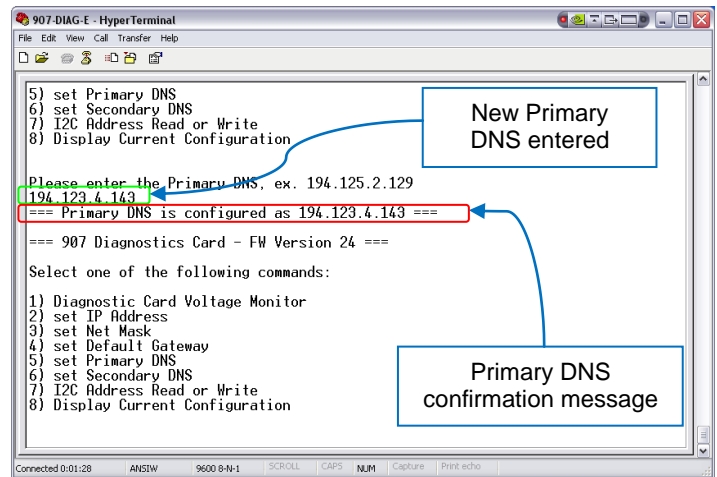 907-DIAG-E - HyperTerminal
File Edit View Call Transfer Help
5) set Primary DNS
6) set Secondary DNS
7) I2C Address Read or Write
8) Display Current Configuration
New Primary
DNS entered
Please enter the Primary DNS, ex. 194.125.2.129
194.123.4.143
=== Primary DNS is configured as 194.123.4.143 ===
=== 907 Diagnostics Card - FW Version 24 ===
Select one of the following commands:
1) Diagnostic Card Voltage Monitor
2) set IP Address
3) set Net Mask
4) set Default Gateway
5) set Primary DNS
6) set Secondary DNS
7) I2C Address Read or Write
8) Display Current Configuration
Primary DNS
confirmation message
Connected 0:01:28 ANSIW 9600 8-N-1 SCROLL CAPS NUM Capture Print echo